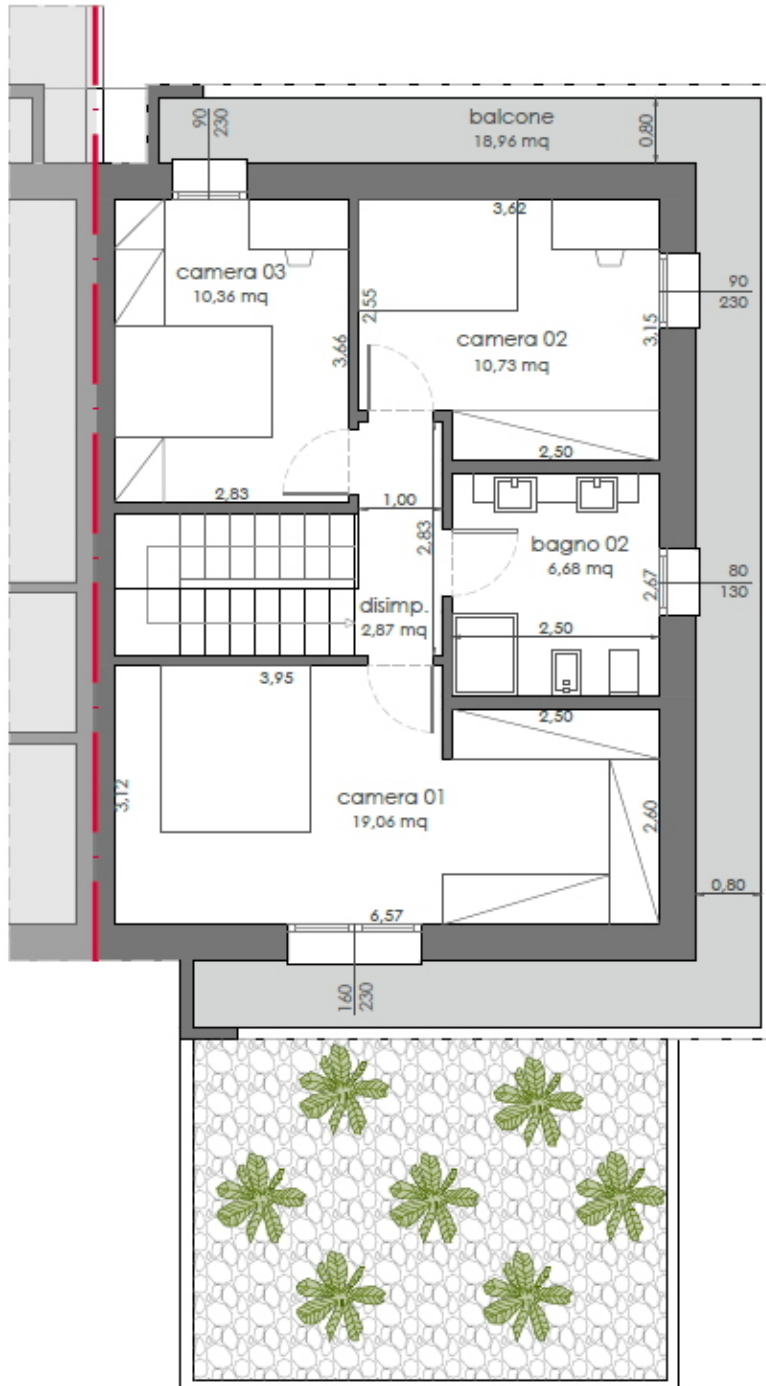 90
230
balcone
18,96 mq
0,80
3,62
camera 03
10,36 mq
2,55
90
230
3,66
camera 02
10,73 mq
3,15
2,83
1,00
2,50
2,83
bagno 02
6,68 mq
2,67
80
130
disimp.
2,87 mq
2,50
3,95
2,50
3,12
camera 01
19,06 mq
2,60
0,80
6,57
160
230